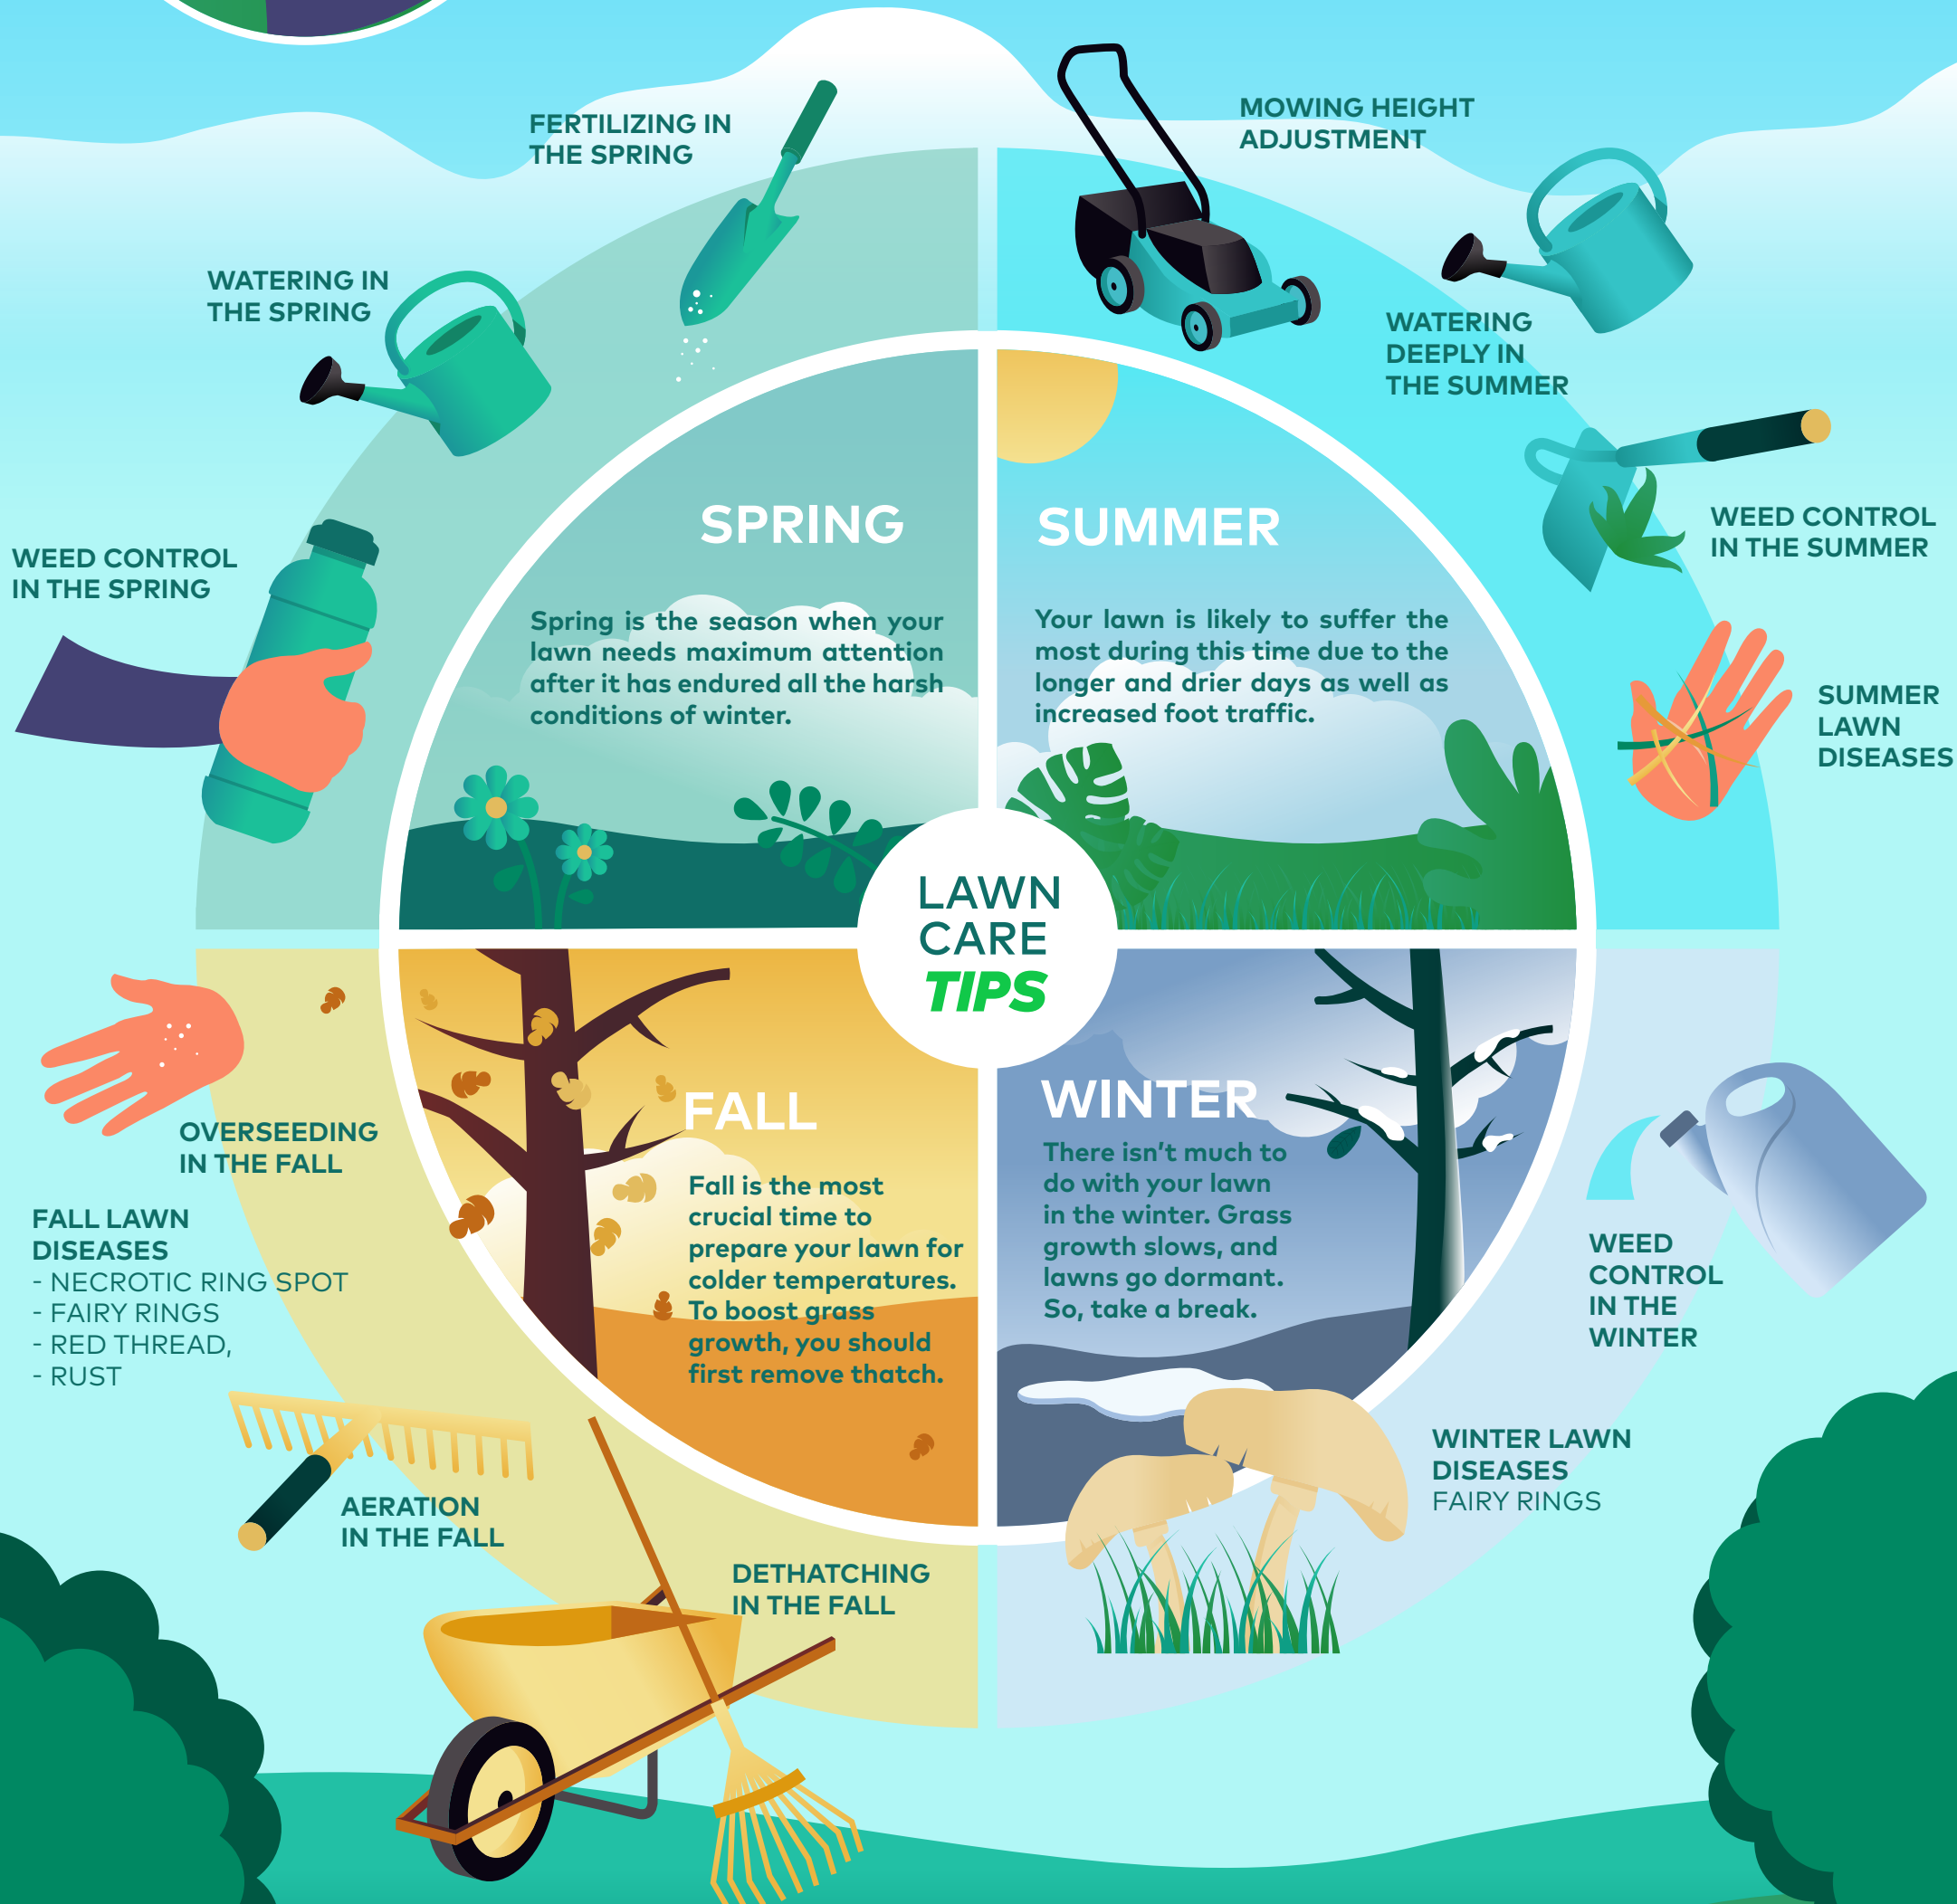 FERTILIZING IN
THE SPRING
WATERING IN
THE SPRING
WEED CONTROL
IN THE SPRING
SPRING
Spring is the season when your
lawn needs maximum attention
after it has endured all the harsh
conditions of winter.
MOWING HEIGHT
ADJUSTMENT
WATERING
DEEPLY IN
THE SUMMER
WEED CONTROL
IN THE SUMMER
SUMMER
LAWN
DISEASES
SUMMER
Your lawn is likely to suffer the
most during this time due to the
longer and drier days as well as
increased foot traffic.
LAWN
CARE
TIPS
OVERSEEDING
IN THE FALL
FALL LAWN
DISEASES
- NECROTIC RING SPOT
- FAIRY RINGS
- RED THREAD,
- RUST
AERATION
IN THE FALL
DETHATCHING
IN THE FALL
FALL
Fall is the most
crucial time to
prepare your lawn for
colder temperatures.
To boost grass
growth, you should
first remove thatch.
WINTER
There isn't much to
do with your lawn
in the winter. Grass
growth slows, and
lawns go dormant.
So, take a break.
WEED
CONTROL
IN THE
WINTER
WINTER LAWN
DISEASES
FAIRY RINGS